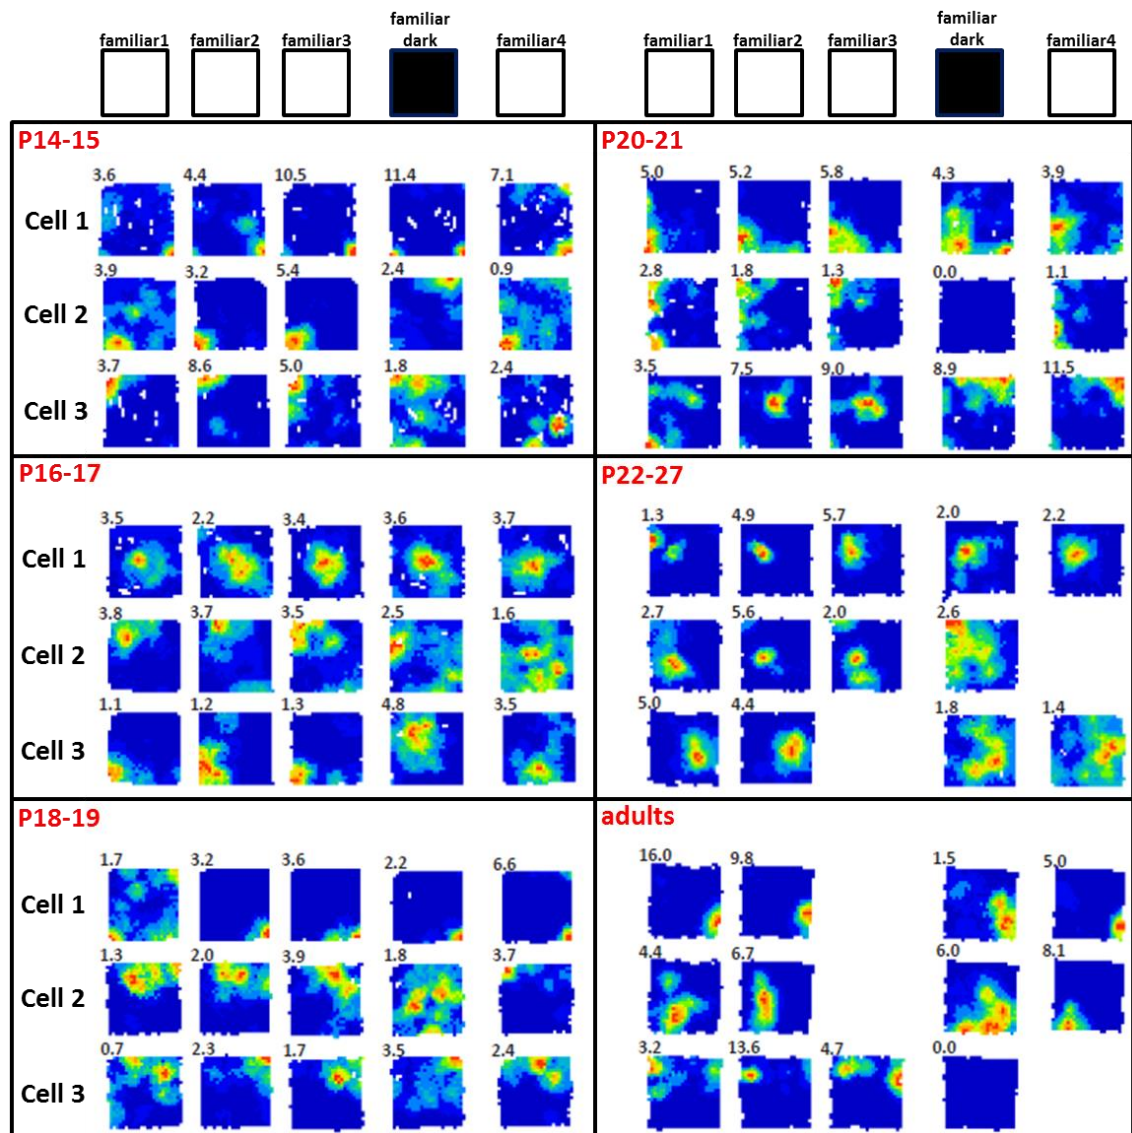 familiar1 familiar2 familiar3 familiar dark familiar4 familiar1 familiar2 familiar3 familiar dark familiar4
P14-15
3.6 4.4 10.5 11.4 7.1
Cell 1
3.9 3.2 5.4 2.4 0.9
Cell 2
3.7 8.6 5.0 1.8 2.4
Cell 3
P20-21
5.0 5.2 5.8 4.3 3.9
2.8 1.8 1.3 0.0 1.1
3.5 7.5 9.0 8.9 11.5
P16-17
3.5 2.2 3.4 3.6 3.7
Cell 1
3.8 3.7 3.5 2.5 1.6
Cell 2
1.1 1.2 1.3 4.8 3.5
Cell 3
P22-27
1.3 4.9 5.7 2.0 2.2
2.7 5.6 2.0 2.6
5.0 4.4 1.8 1.4
P18-19
1.7 3.2 3.6 2.2 6.6
Cell 1
1.3 2.0 3.9 1.8 3.7
Cell 2
0.7 2.3 1.7 3.5 2.4
Cell 3
adults
16.0 9.8 1.5 5.0
4.4 6.7 6.0 8.1
3.2 13.6 4.7 0.0